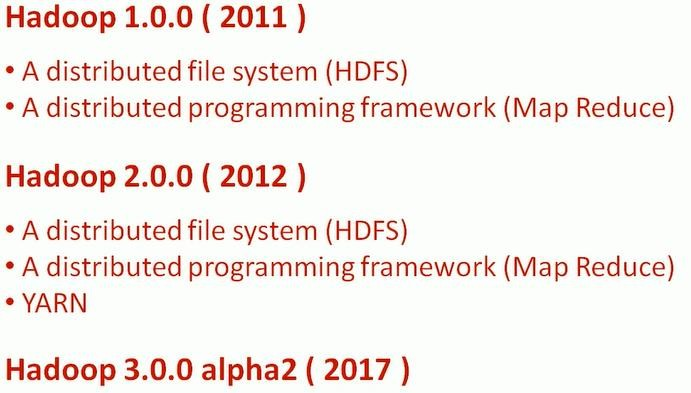 Hadoop 1.0.0 ( 2011 )
• A distributed file system (HDFS)
• A distributed programming framework (Map Reduce)
Hadoop 2.0.0 ( 2012 )
• A distributed file system (HDFS)
• A distributed programming framework (Map Reduce)
• YARN
Hadoop 3.0.0 alpha2 ( 2017 )